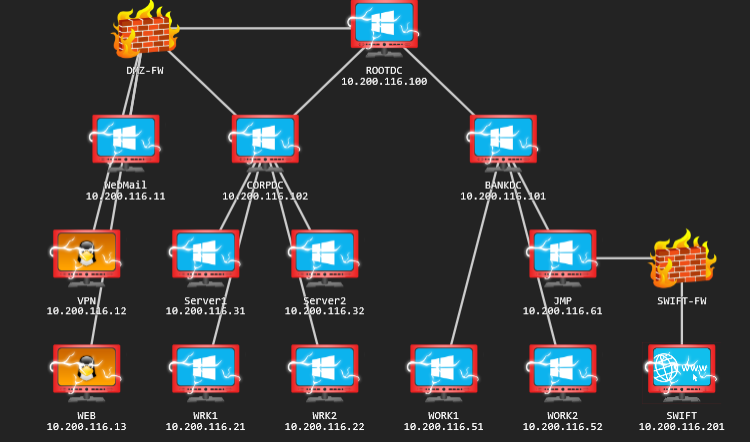 DMZ-FW
ROOTDC
10.200.116.100
WebMail
10.200.116.11
CORPDC
10.200.116.102
BANKDC
10.200.116.101
VPN
10.200.116.12
Server1
10.200.116.31
Server2
10.200.116.32
JMP
10.200.116.61
SWIFT-FW
WEB
10.200.116.13
WRK1
10.200.116.21
WRK2
10.200.116.22
WORK1
10.200.116.51
WORK2
10.200.116.52
www
SWIFT
10.200.116.201